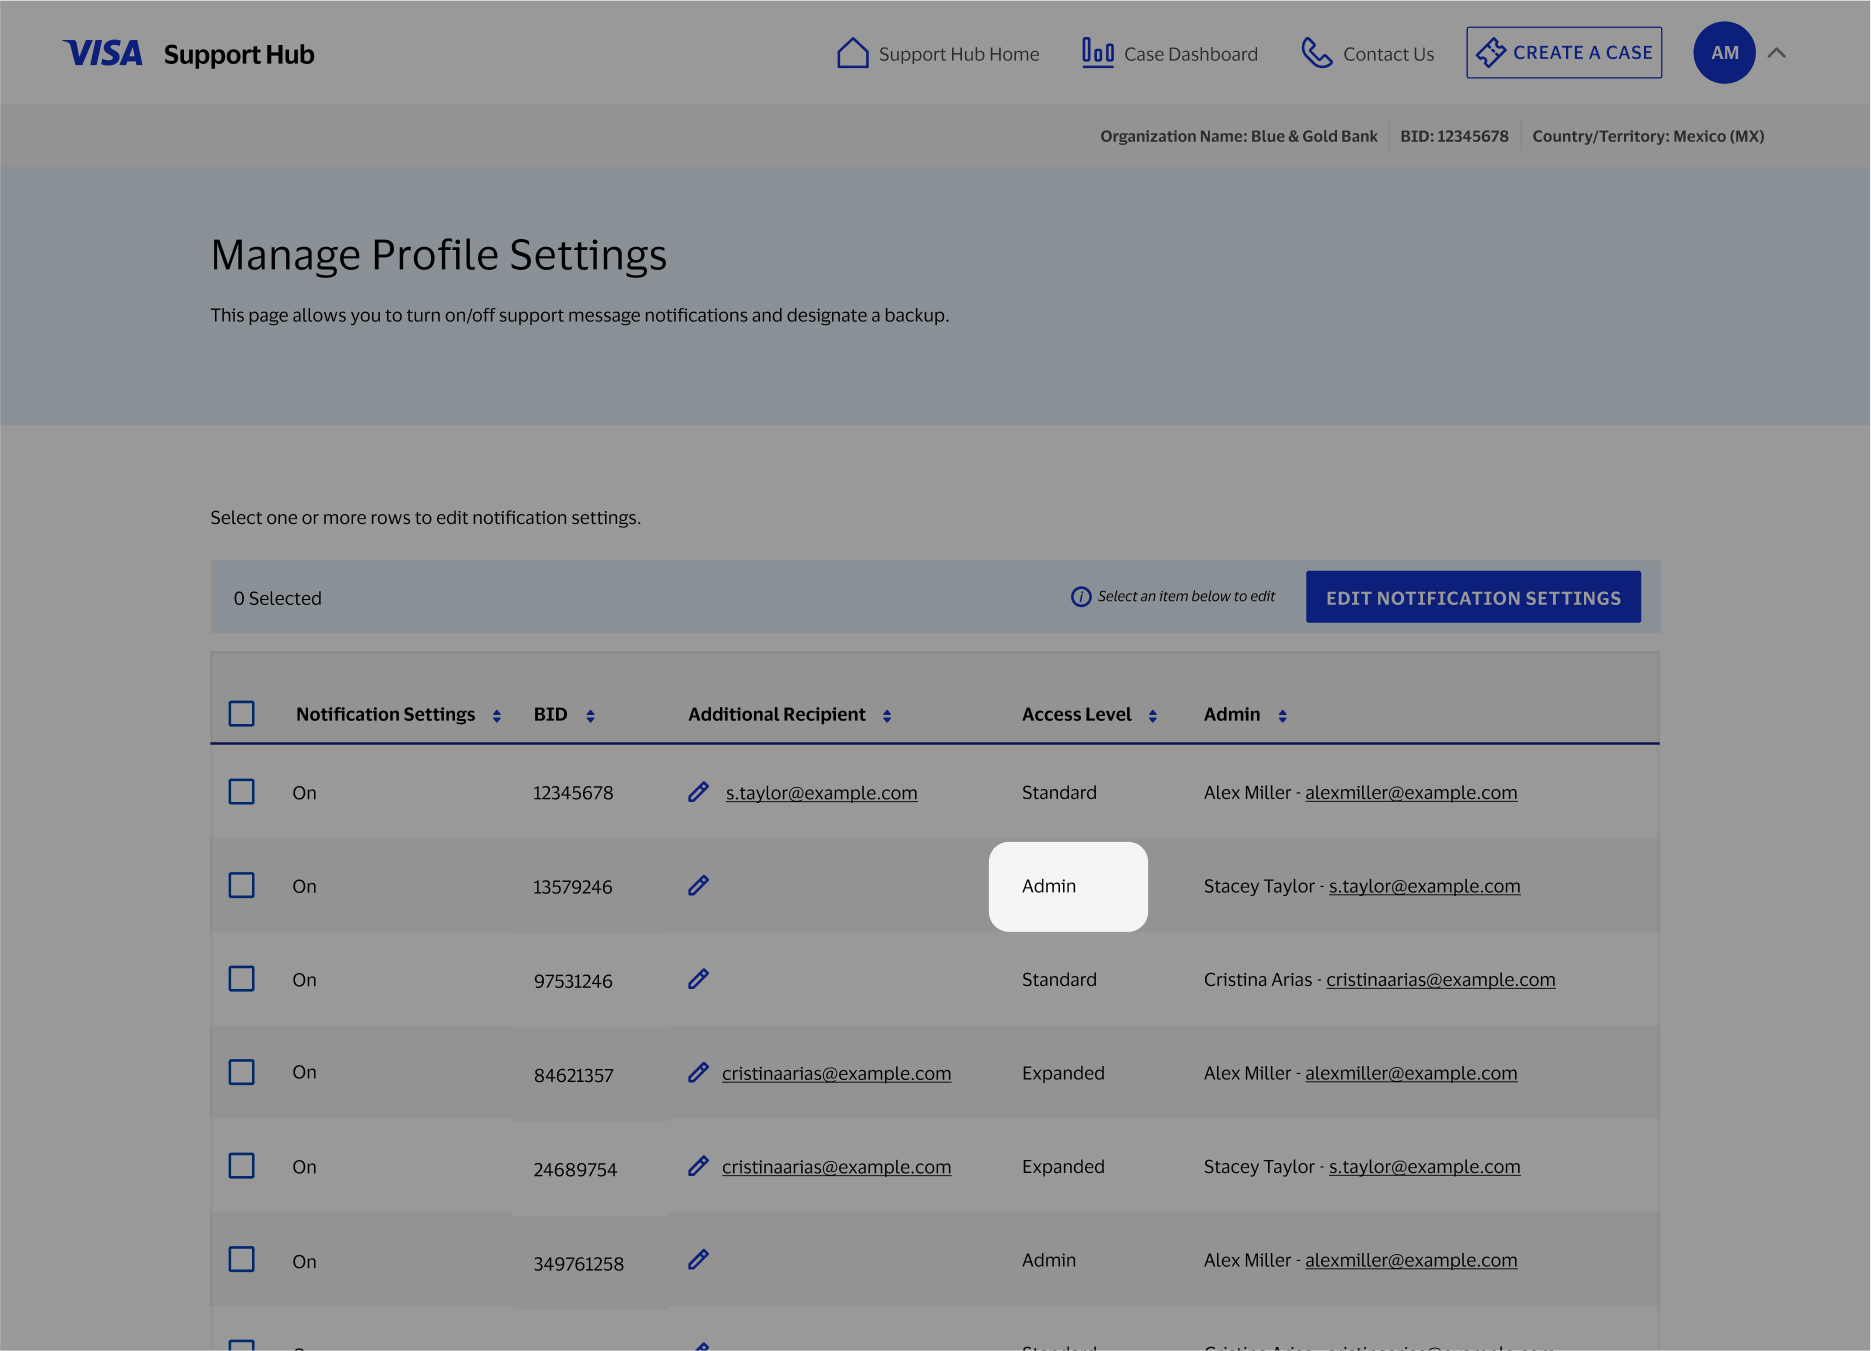 VISA Support Hub
Support Hub Home
Case Dashboard
Contact Us
CREATE A CASE
AM
Organization Name: Blue & Gold Bank
BID: 12345678
Country/Territory: Mexico (MX)
Manage Profile Settings
This page allows you to turn on/off support message notifications and designate a backup.
Select one or more rows to edit notification settings.
0 Selected
i Select an item below to edit
EDIT NOTIFICATION SETTINGS
Notification Settings BID Additional Recipient Access Level Admin
On 12345678 s.taylor@example.com Standard Alex Miller - alexmiller@example.com
On 13579246 Admin Stacey Taylor - s.taylor@example.com
On 97531246 Standard Cristina Arias - cristinaarias@example.com
On 84621357 cristinaarias@example.com Expanded Alex Miller - alexmiller@example.com
On 24689754 cristinaarias@example.com Expanded Stacey Taylor - s.taylor@example.com
On 349761258 Admin Alex Miller - alexmiller@example.com